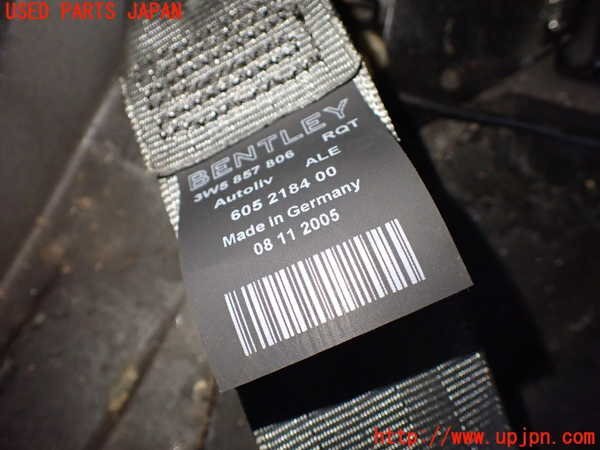 USED PARTS JAPAN
BENTLEY
3W5 857 806 RQT
Autoliv ALE
605 2184 00
Made in Germany
08 11 2005
http://www.upjpn.com